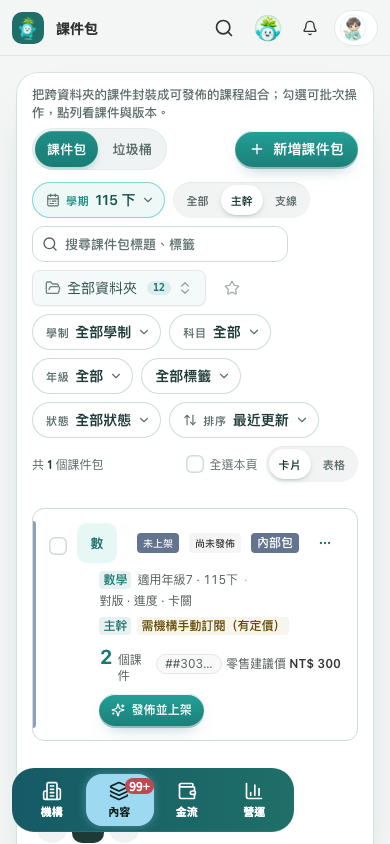 課件包
把跨資料夾的課件封裝成可發佈的課程組合；勾選可批次操
作，點列看課件與版本。
課件包 垃圾桶 新增課件包
學期 115 下 全部 主幹 支線
搜尋課件包標題、標籤
全部資料夾 12
學制 全部學制 科目 全部
年級 全部 全部標籤
狀態 全部狀態 排序 最近更新
共 1 個課件包 全選本頁 卡片 表格
數 未上架 尚未發佈 內部包 ...
數學 適用年級7 · 115下 ·
對版 · 進度 · 卡關
主幹 需機構手動訂閱（有定價）
2 個課件 ##303... 零售建議價 NT$ 300
發佈並上架
99+
機構 內容 金流 營運